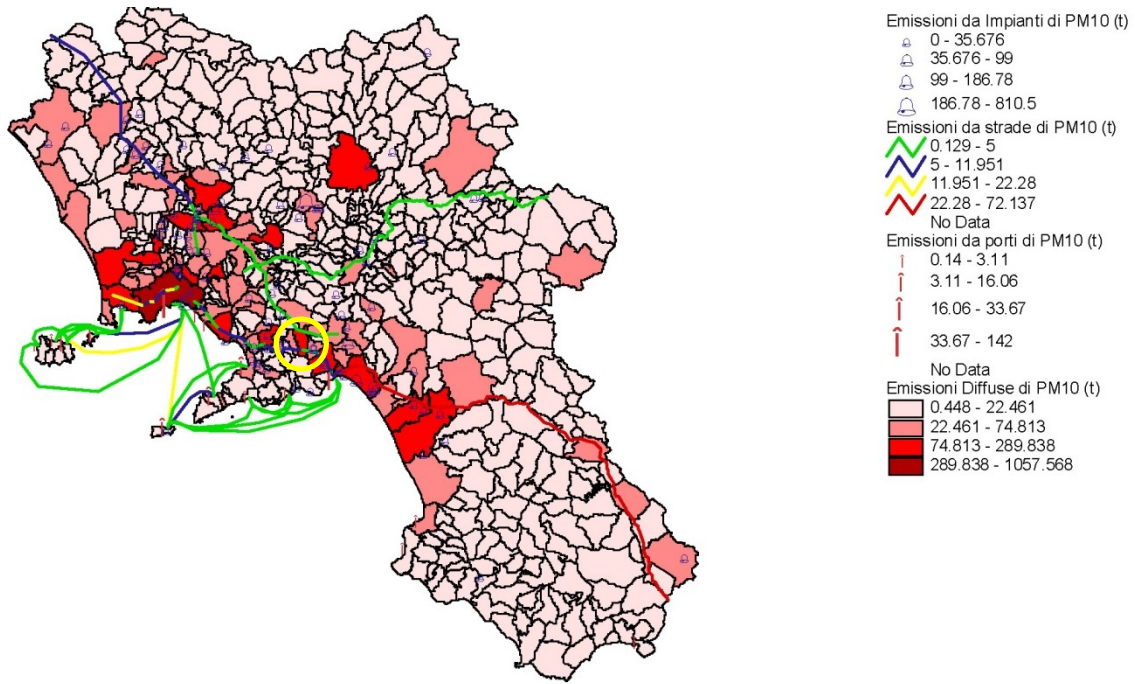 Emissioni da Impianti di PM10 (t)
0 - 35.676
35.676 - 99
99 - 186.78
186.78 - 810.5
Emissioni da strade di PM10 (t)
0.129 - 5
5 - 11.951
11.951 - 22.28
22.28 - 72.137
No Data
Emissioni da porti di PM10 (t)
0.14 - 3.11
3.11 - 16.06
16.06 - 33.67
33.67 - 142
No Data
Emissioni Diffuse di PM10 (t)
0.448 - 22.461
22.461 - 74.813
74.813 - 289.838
289.838 - 1057.568